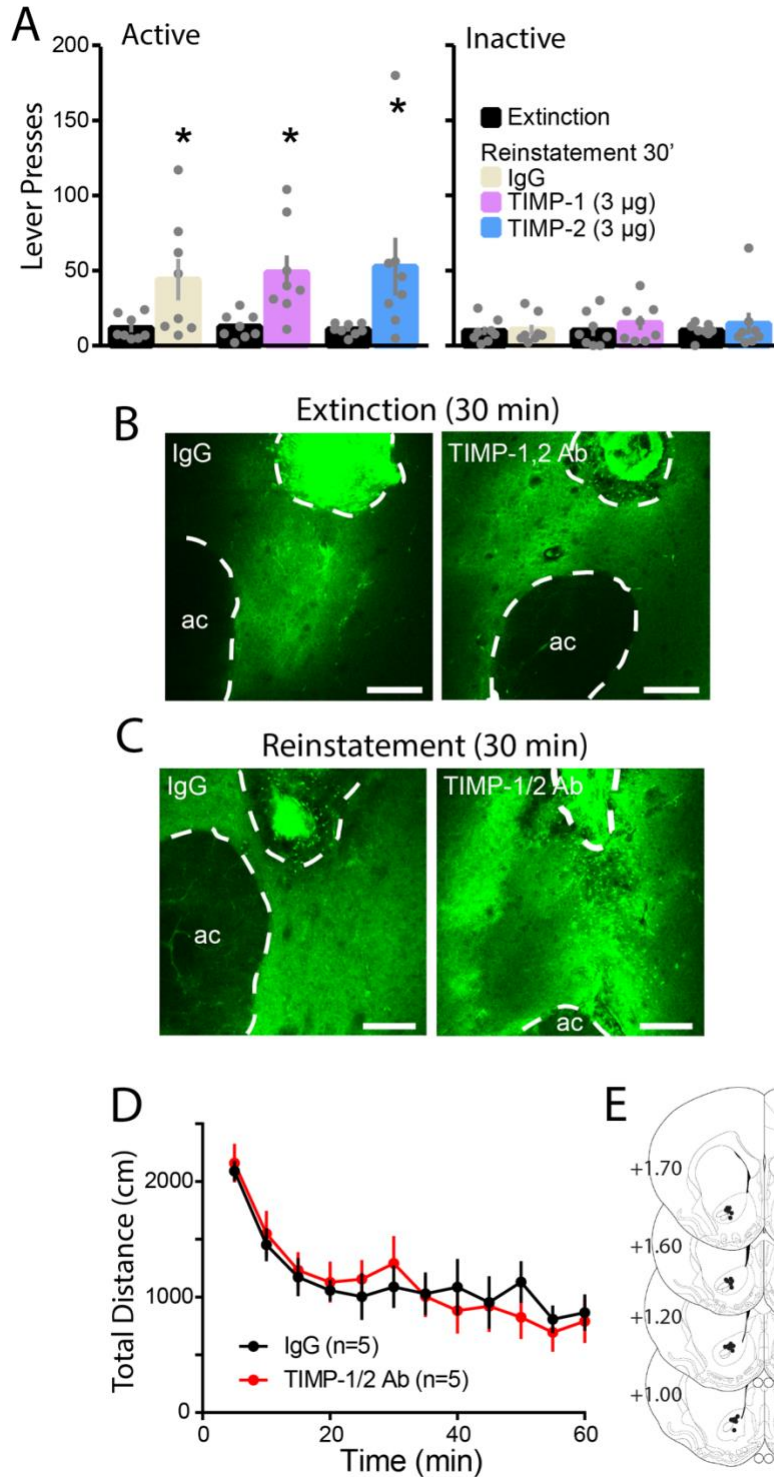 A
Active
Inactive
200
150
100
50
0
Lever Presses
*
*
*
Extinction
Reinstatement 30'
IgG
TIMP-1 (3 µg)
TIMP-2 (3 µg)
Extinction (30 min)
B
IgG
ac
TIMP-1,2 Ab
ac
Reinstatement (30 min)
C
IgG
ac
TIMP-1/2 Ab
ac
D
2000
1000
0
Total Distance (cm)
IgG (n=5)
TIMP-1/2 Ab (n=5)
0
20
40
60
Time (min)
E
+1.70
+1.60
+1.20
+1.00